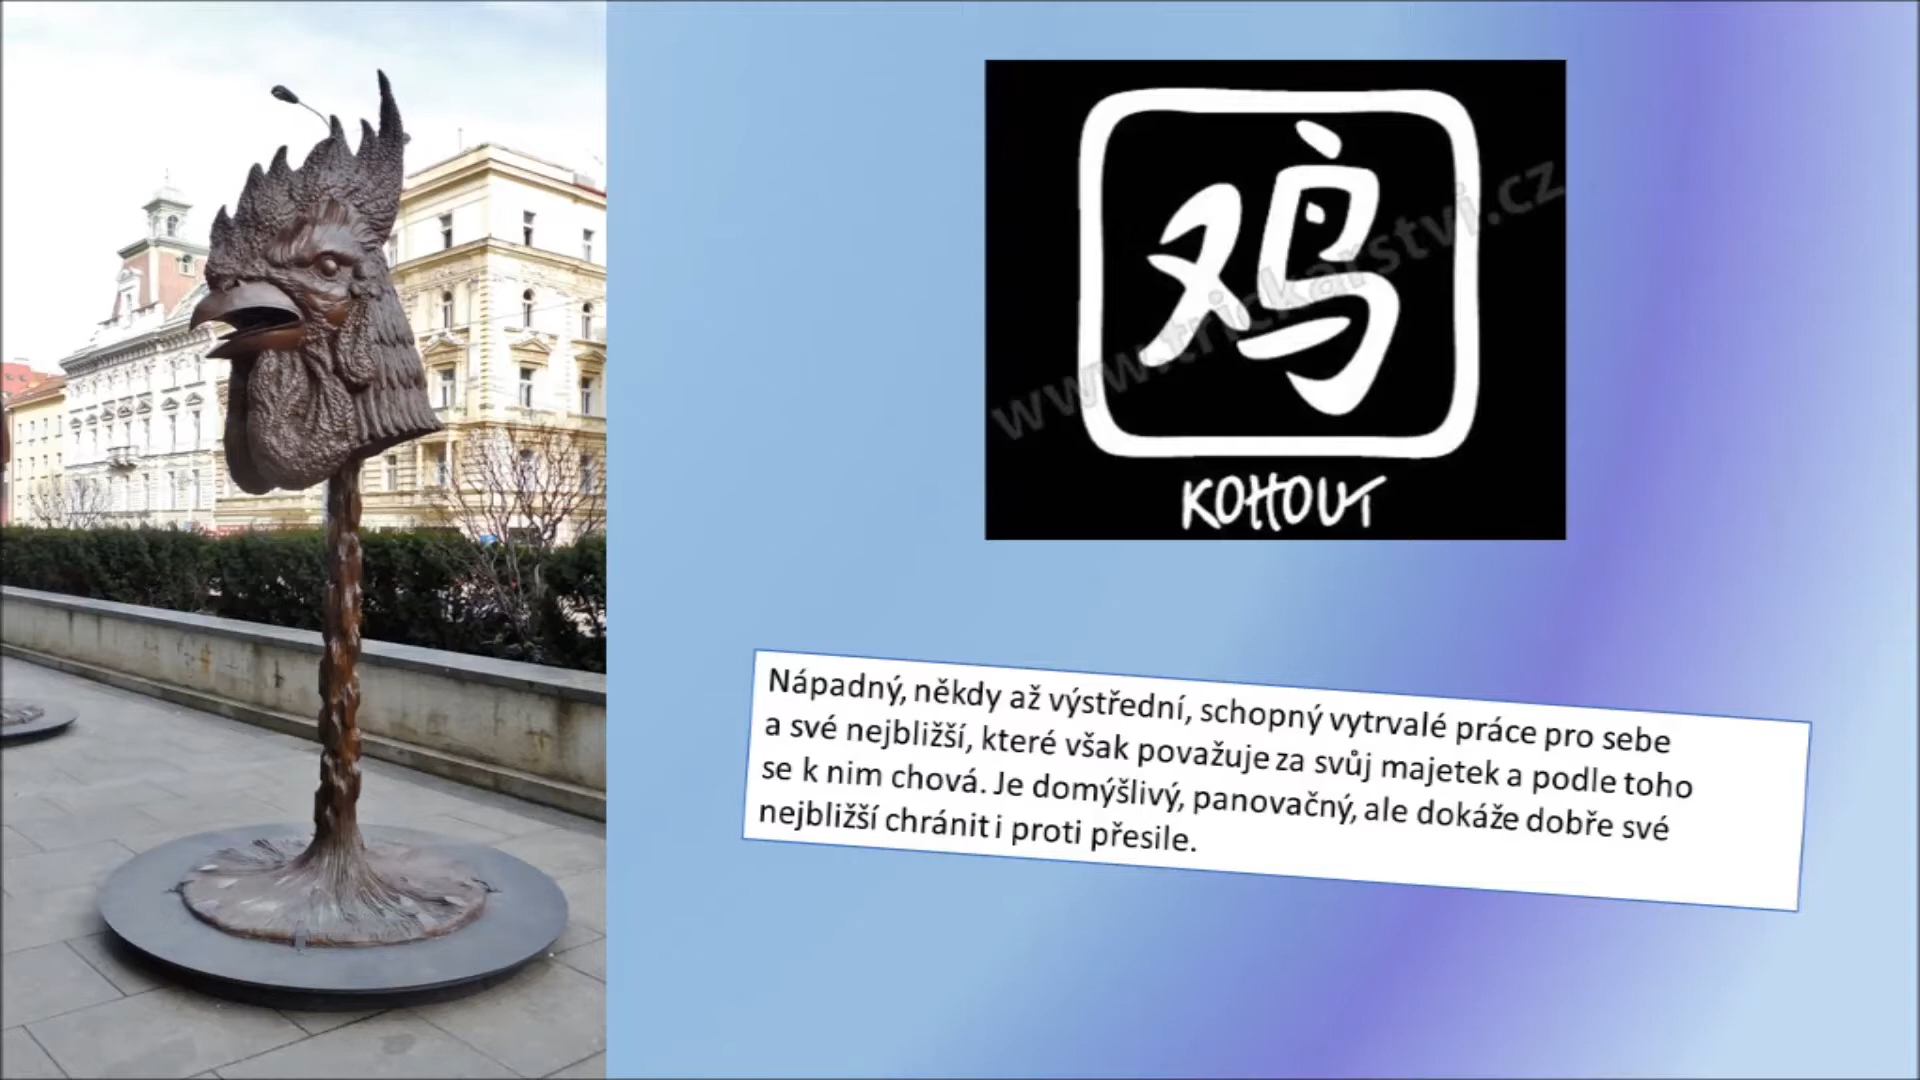 鸡
www.trickarstvi.cz
KOHOUT
Nápadný, někdy až výstřední, schopný vytrvalé práce pro sebe
a své nejbližší, které však považuje za svůj majetek a podle toho
se k nim chová. Je domýšlivý, panovačný, ale dokáže dobře své
nejbližší chránit i proti přesile.